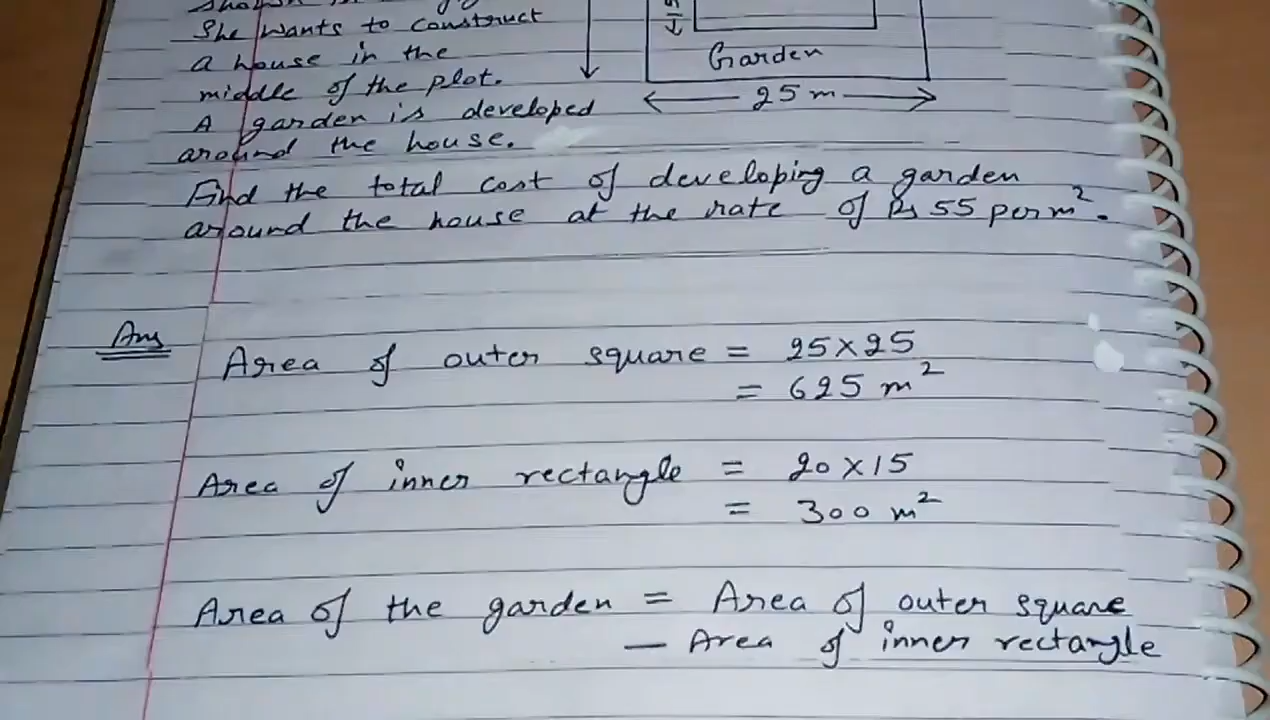 She wants to construct
a house in the
middle of the plot.
A garden is developed
around the house.
Garden
25 m
Find the total cost of developing a garden
around the house at the rate of Rs 55 per m².
Ans
Area of outer square = 25 × 25
= 625 m²
Area of inner rectangle = 20 × 15
= 300 m²
Area of the garden = Area of outer square
— Area of inner rectangle